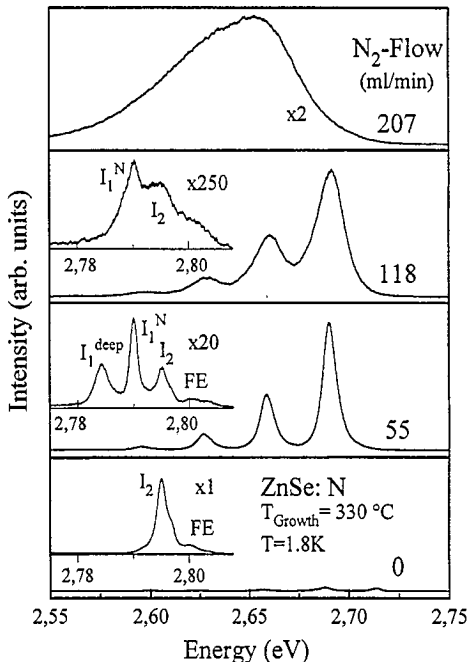 N₂-Flow
(ml/min)
x2
207
I₁ᴺ
x250
I₂
2,78
2,80
118
I₁ᵈᵉᵉᵖ
I₁ᴺ
x20
I₂
FE
2,78
2,80
55
I₂
x1
FE
2,78
2,80
ZnSe: N
T_Growth= 330 °C
T=1.8K
0
2,55
2,60
2,65
2,70
2,75
Energy (eV)
Intensity (arb. units)